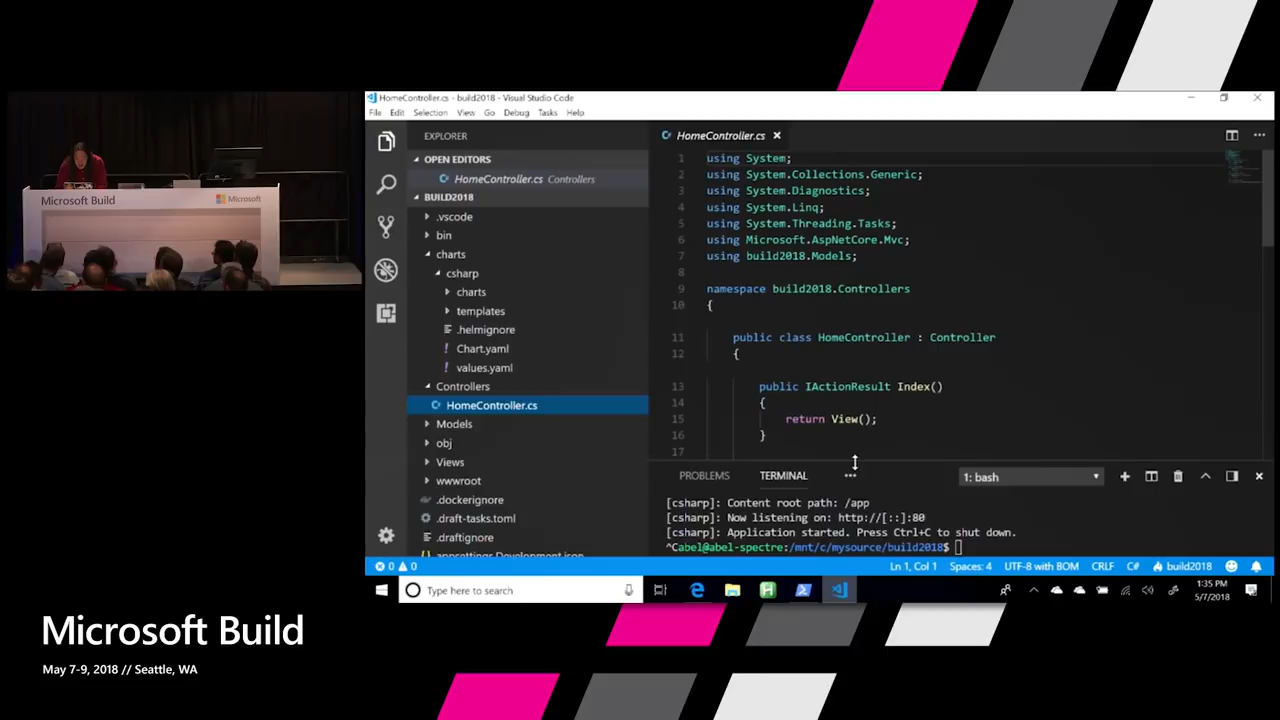 Microsoft Build
Microsoft
HomeController.cs - build2018 - Visual Studio Code
File Edit Selection View Go Debug Tasks Help
EXPLORER
OPEN EDITORS
HomeController.cs Controllers
BUILD2018
.vscode
bin
charts
csharp
charts
templates
.helmignore
Chart.yaml
values.yaml
Controllers
HomeController.cs
Models
obj
Views
wwwroot
.dockerignore
.draft-tasks.toml
.draftignore
appsettings.Development.json
HomeController.cs
1 using System;
2 using System.Collections.Generic;
3 using System.Diagnostics;
4 using System.Linq;
5 using System.Threading.Tasks;
6 using Microsoft.AspNetCore.Mvc;
7 using build2018.Models;
8
9 namespace build2018.Controllers
10 {
11 public class HomeController : Controller
12 {
13 public IActionResult Index()
14 {
15 return View();
16 }
17
PROBLEMS TERMINAL ••• 1: bash
[csharp]: Content root path: /app
[csharp]: Now listening on: http://[::]:80
[csharp]: Application started. Press Ctrl+C to shut down.
^Cabel@abel-spectre:/mnt/c/mysource/build2018$
0 0 Ln 1, Col 1 Spaces: 4 UTF-8 with BOM CRLF C# build2018
Type here to search
1:35 PM
5/7/2018
Microsoft Build
May 7-9, 2018 // Seattle, WA